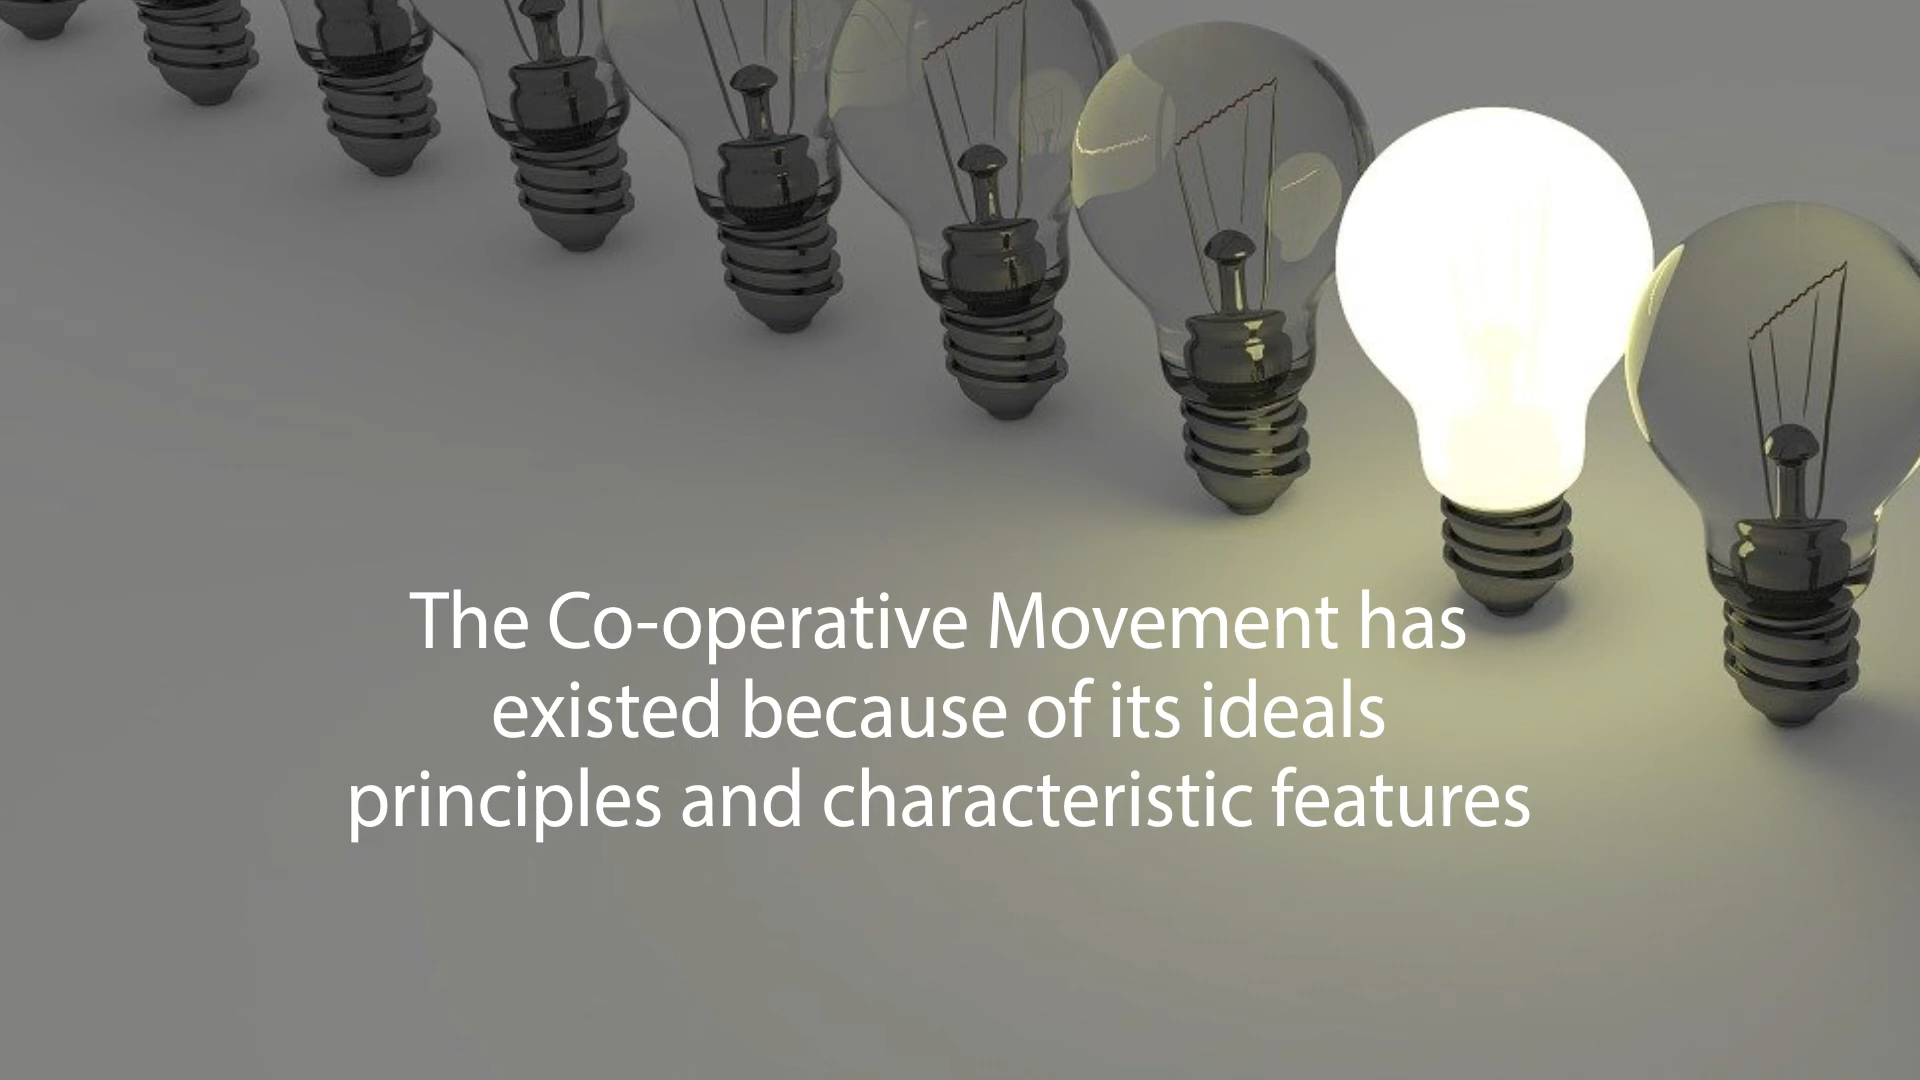 The Co-operative Movement has
existed because of its ideals
principles and characteristic features